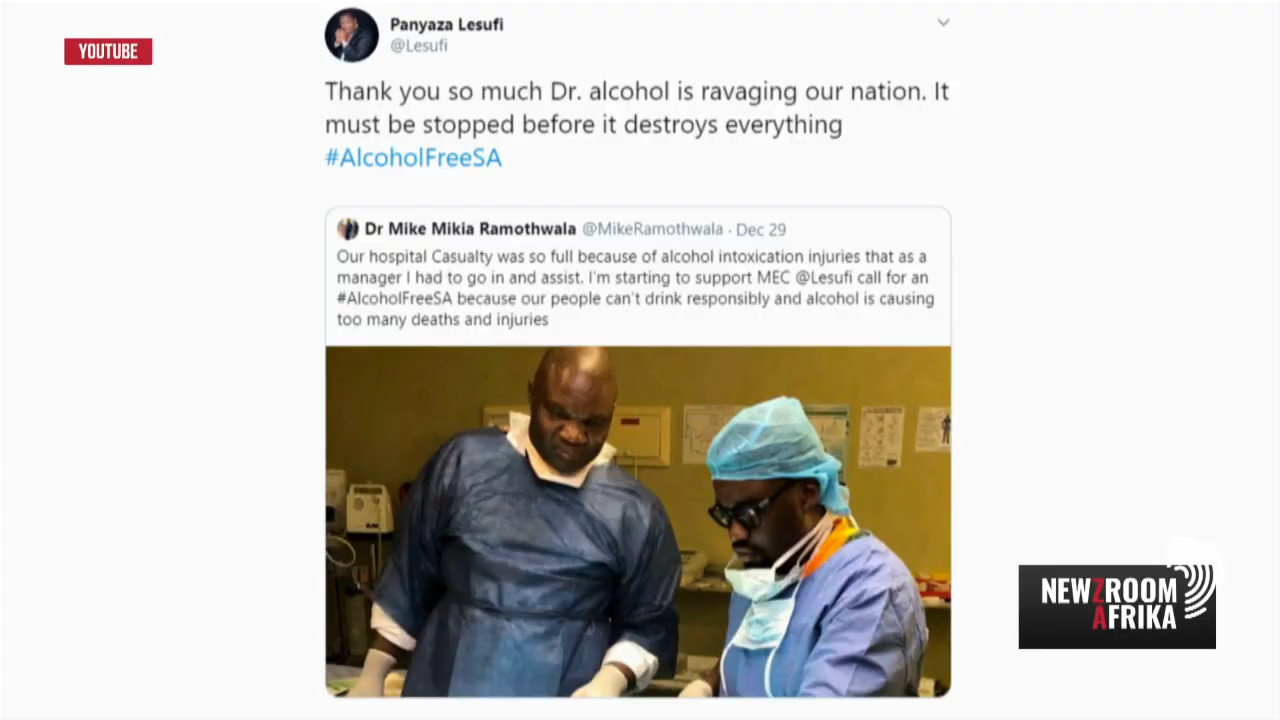 YOUTUBE
Panyaza Lesufi
@Lesufi
Thank you so much Dr. alcohol is ravaging our nation. It
must be stopped before it destroys everything
#AlcoholFreeSA
Dr Mike Mikia Ramothwala @MikeRamothwala · Dec 29
Our hospital Casualty was so full because of alcohol intoxication injuries that as a
manager I had to go in and assist. I'm starting to support MEC @Lesufi call for an
#AlcoholFreeSA because our people can't drink responsibly and alcohol is causing
too many deaths and injuries
NEWZROOM
AFRIKA